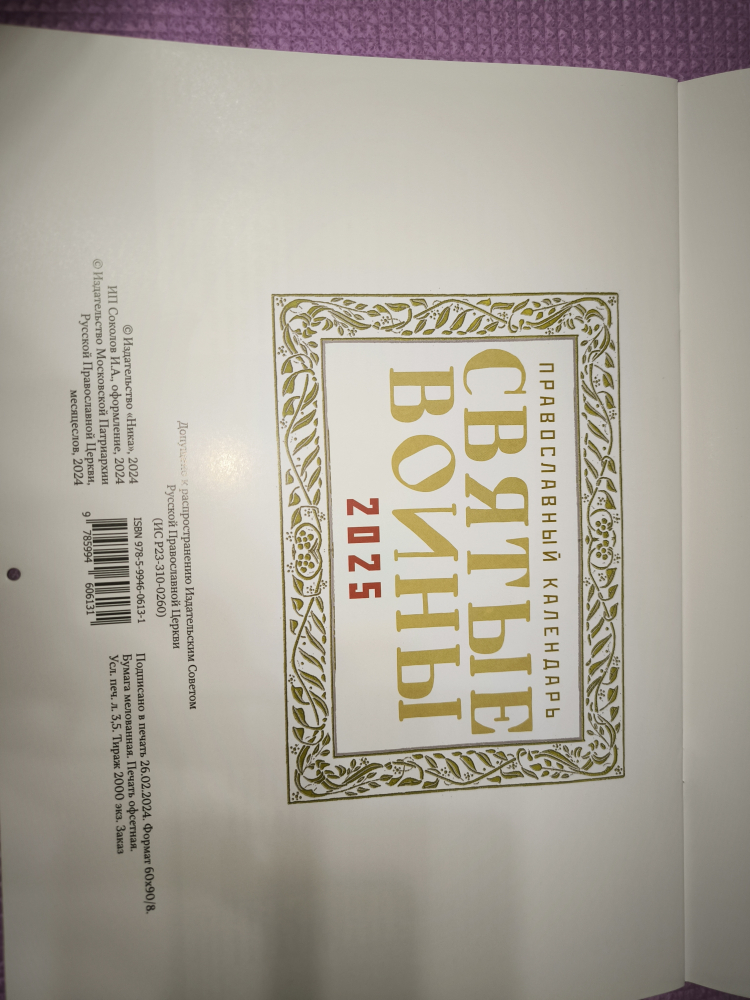 ПРАВОСЛАВНЫЙ КАЛЕНДАРЬ
СВЯТЫЕ
ВОИНЫ
2025
Допущено к распространению Издательским Советом
Русской Православной Церкви
(ИС Р23-310-0260)
© Издательство «Ника», 2024
ИП Соколов И.А., оформление, 2024
© Издательство Московской Патриархии
Русской Православной Церкви,
месяцеслов, 2024
ISBN 978-5-9946-0613-1
9 785994 606131
Подписано в печать 26.02.2024. Формат 60х90/8.
Бумага мелованная. Печать офсетная.
Усл. печ. л. 3,5. Тираж 2000 экз. Заказ